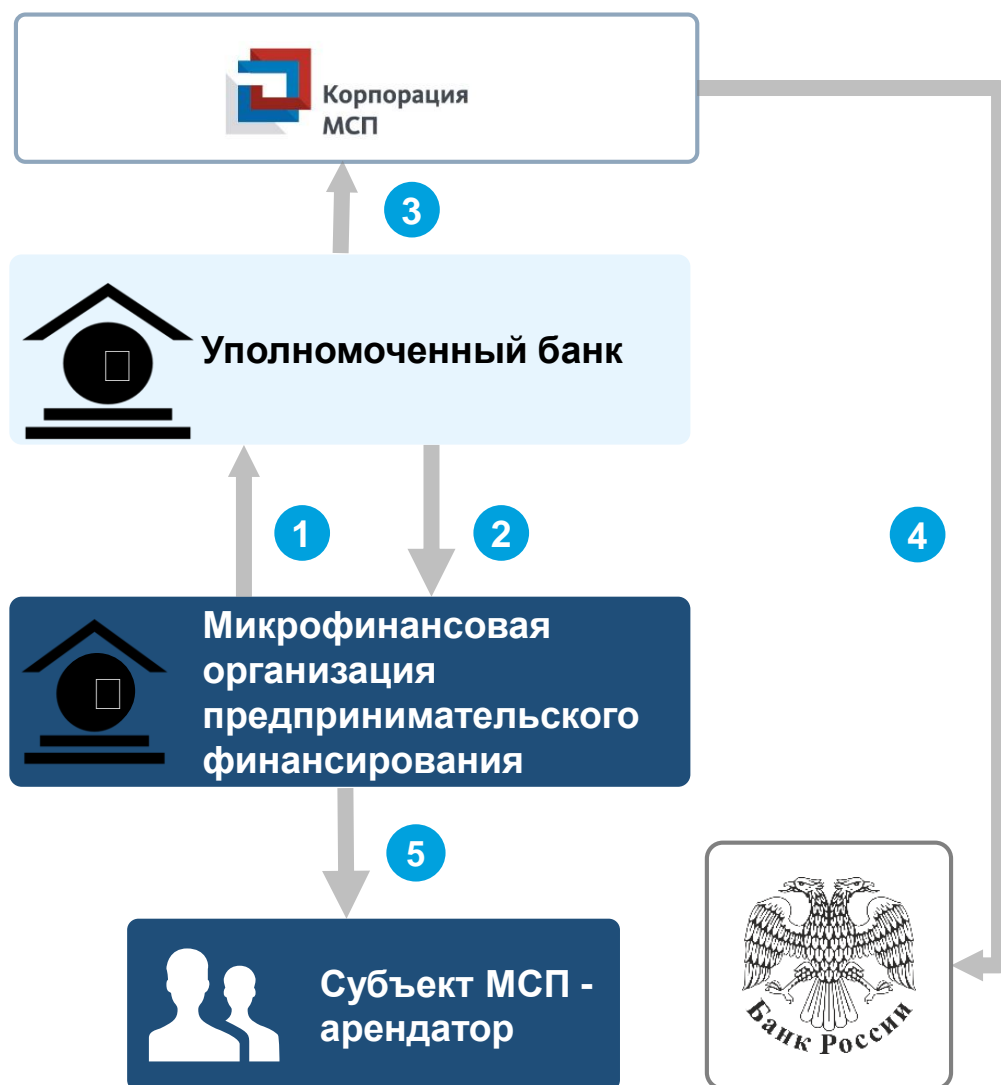 Корпорация
МСП
3
Уполномоченный банк
1
2
4
Микрофинансовая
организация
предпринимательского
финансирования
5
Субъект МСП -
арендатор
Банк России